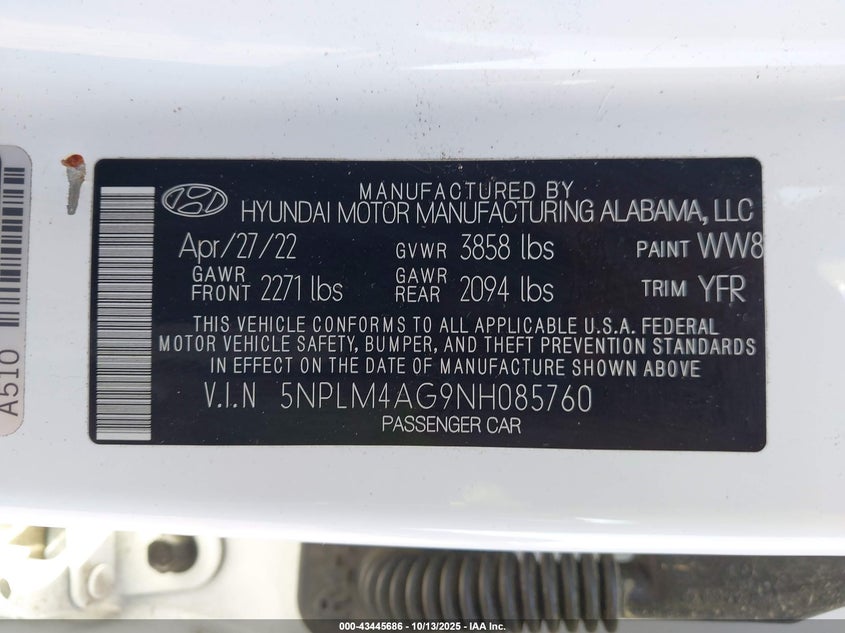 MANUFACTURED BY
HYUNDAI MOTOR MANUFACTURING ALABAMA, LLC
Apr/27/22 GVWR 3858 lbs PAINT WW8
GAWR FRONT 2271 lbs GAWR REAR 2094 lbs TRIM YFR
THIS VEHICLE CONFORMS TO ALL APPLICABLE U.S.A. FEDERAL
MOTOR VEHICLE SAFETY, BUMPER, AND THEFT PREVENTION STANDARDS
IN EFFECT ON THE DATE OF MANUFACTURE SHOWN ABOVE
V.I.N 5NPLM4AG9NH085760
PASSENGER CAR
A510
000-43445686 - 10/13/2025 - IAA Inc.